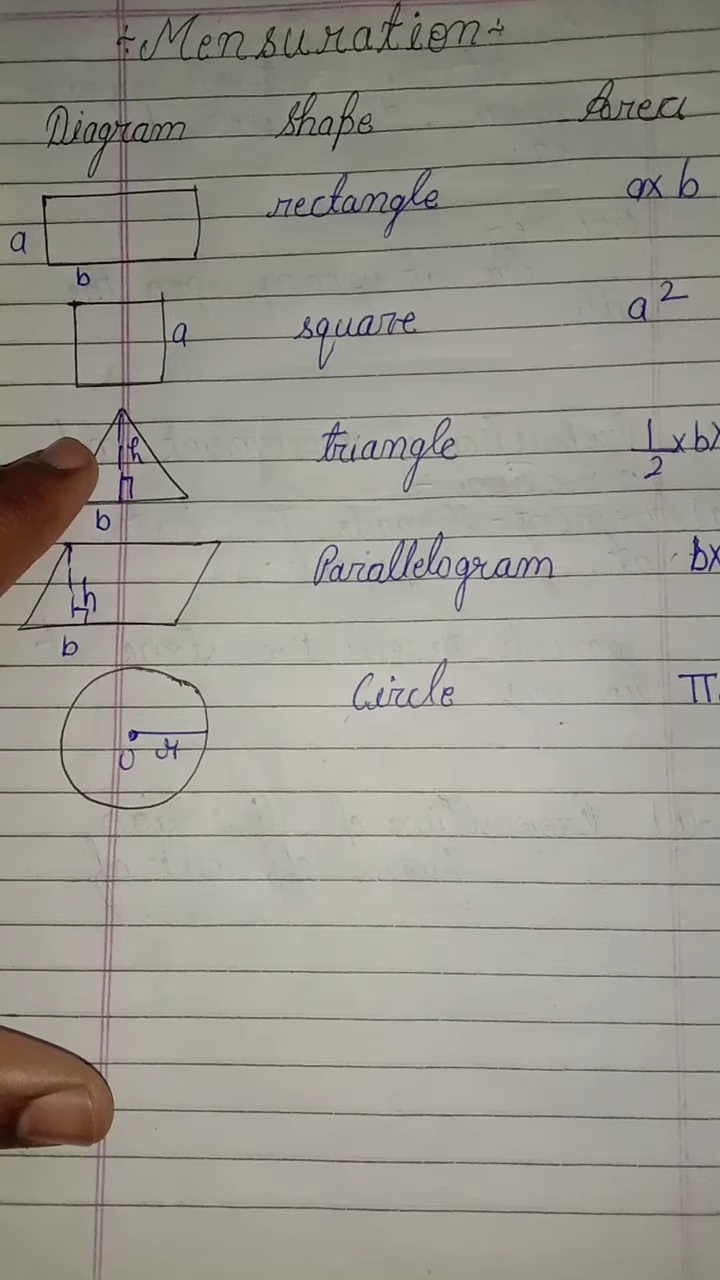 ÷Mensuration÷
Diagram shape Area
a b rectangle a×b
a square a²
h b triangle 1/2 ×b×
h b Parallelogram b×
r Circle π